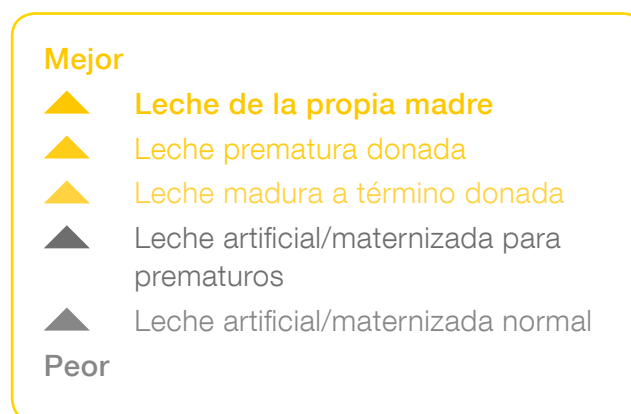 Mejor
Leche de la propia madre
Leche prematura donada
Leche madura a término donada
Leche artificial/maternizada para
prematuros
Leche artificial/maternizada normal
Peor